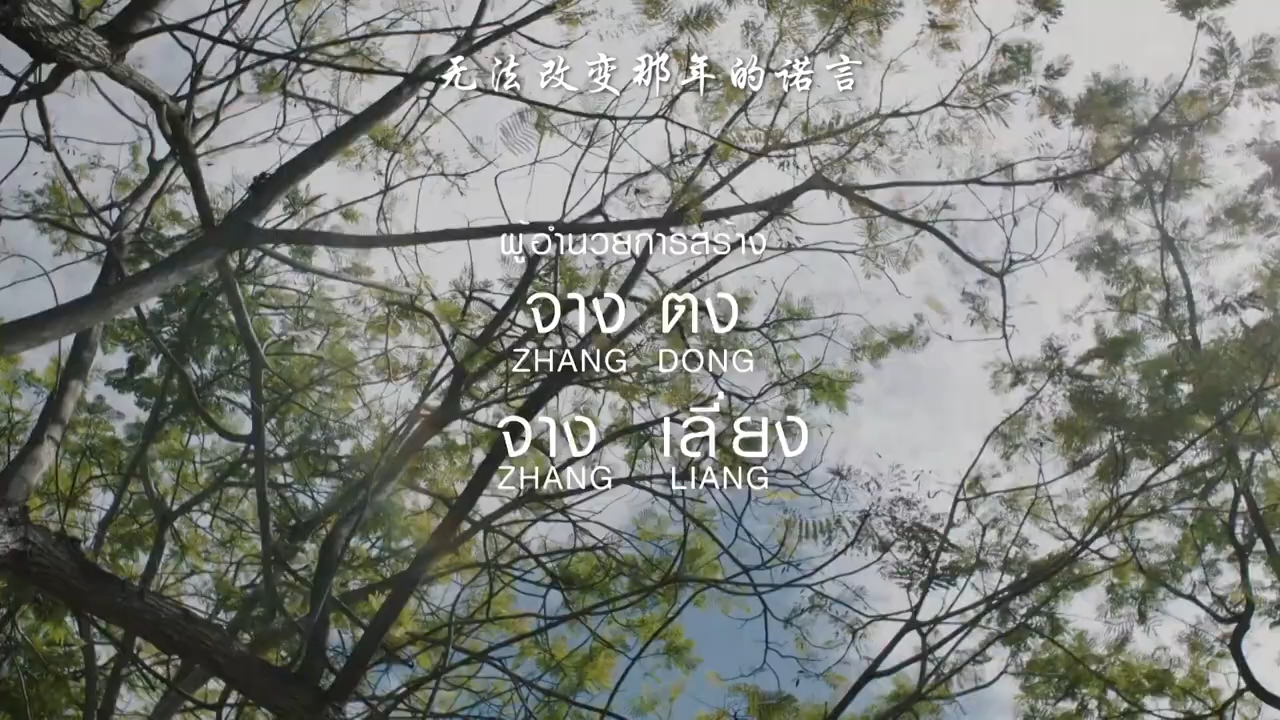 无法改变那年的诺言
ผู้อำนวยการสร้าง
จาง ตง
ZHANG DONG
จาง เลี่ยง
ZHANG LIANG